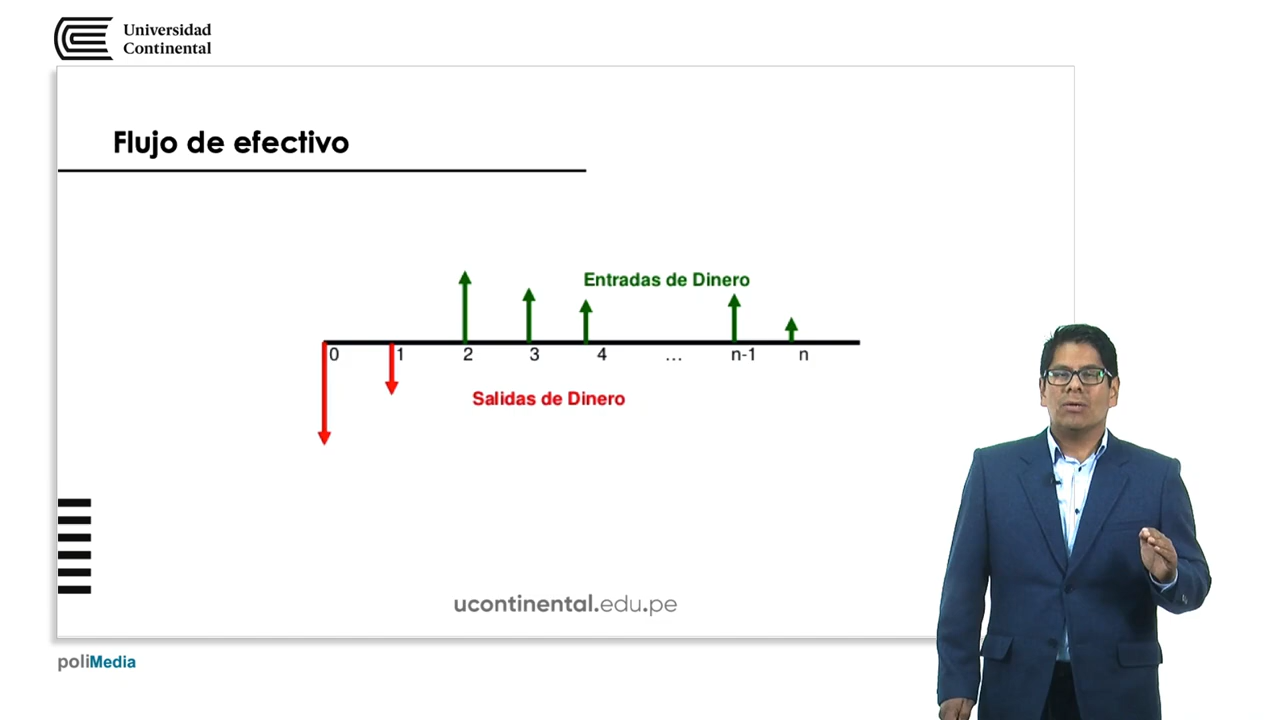 Universidad
Continental
Flujo de efectivo
Entradas de Dinero
0 1 2 3 4 ... n-1 n
Salidas de Dinero
ucontinental.edu.pe
poliMedia